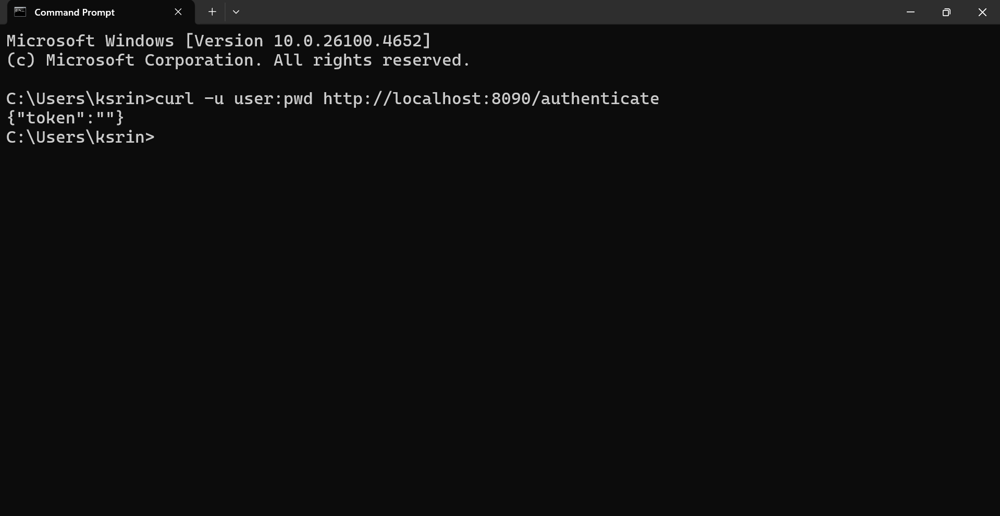 Command Prompt
Microsoft Windows [Version 10.0.26100.4652]
(c) Microsoft Corporation. All rights reserved.
C:\Users\ksrin>curl -u user:pwd http://localhost:8090/authenticate
{"token":""}
C:\Users\ksrin>